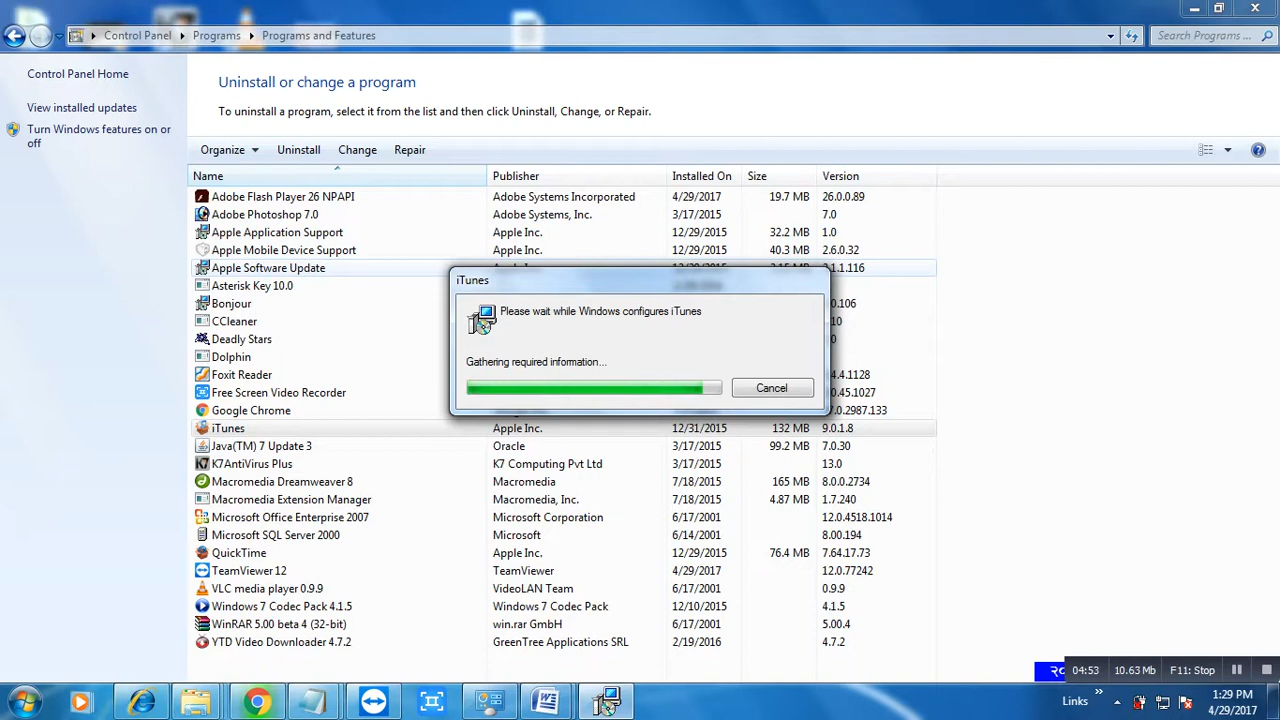 Control Panel Programs Programs and Features Search Programs ...
Control Panel Home
View installed updates
Turn Windows features on or
off
Uninstall or change a program
To uninstall a program, select it from the list and then click Uninstall, Change, or Repair.
Organize Uninstall Change Repair
Name Publisher Installed On Size Version
Adobe Flash Player 26 NPAPI Adobe Systems Incorporated 4/29/2017 19.7 MB 26.0.0.89
Adobe Photoshop 7.0 Adobe Systems, Inc. 3/17/2015 7.0
Apple Application Support Apple Inc. 12/29/2015 32.2 MB 1.0
Apple Mobile Device Support Apple Inc. 12/29/2015 40.3 MB 2.6.0.32
Apple Software Update .1.1.116
Asterisk Key 10.0
Bonjour .0.106
CCleaner 10
Deadly Stars
Dolphin
Foxit Reader .4.4.1128
Free Screen Video Recorder .0.45.1027
Google Chrome .0.2987.133
iTunes Apple Inc. 12/31/2015 132 MB 9.0.1.8
Java(TM) 7 Update 3 Oracle 3/17/2015 99.2 MB 7.0.30
K7AntiVirus Plus K7 Computing Pvt Ltd 3/17/2015 13.0
Macromedia Dreamweaver 8 Macromedia 7/18/2015 165 MB 8.0.0.2734
Macromedia Extension Manager Macromedia, Inc. 7/18/2015 4.87 MB 1.7.240
Microsoft Office Enterprise 2007 Microsoft Corporation 6/17/2001 12.0.4518.1014
Microsoft SQL Server 2000 Microsoft 6/14/2001 8.00.194
QuickTime Apple Inc. 12/29/2015 76.4 MB 7.64.17.73
TeamViewer 12 TeamViewer 4/29/2017 12.0.77242
VLC media player 0.9.9 VideoLAN Team 6/17/2001 0.9.9
Windows 7 Codec Pack 4.1.5 Windows 7 Codec Pack 12/10/2015 4.1.5
WinRAR 5.00 beta 4 (32-bit) win.rar GmbH 6/17/2001 5.00.4
YTD Video Downloader 4.7.2 GreenTree Applications SRL 2/19/2016 4.7.2
iTunes
Please wait while Windows configures iTunes
Gathering required information...
Cancel
04:53 10.63 Mb F11: Stop
Links » 1:29 PM
4/29/2017